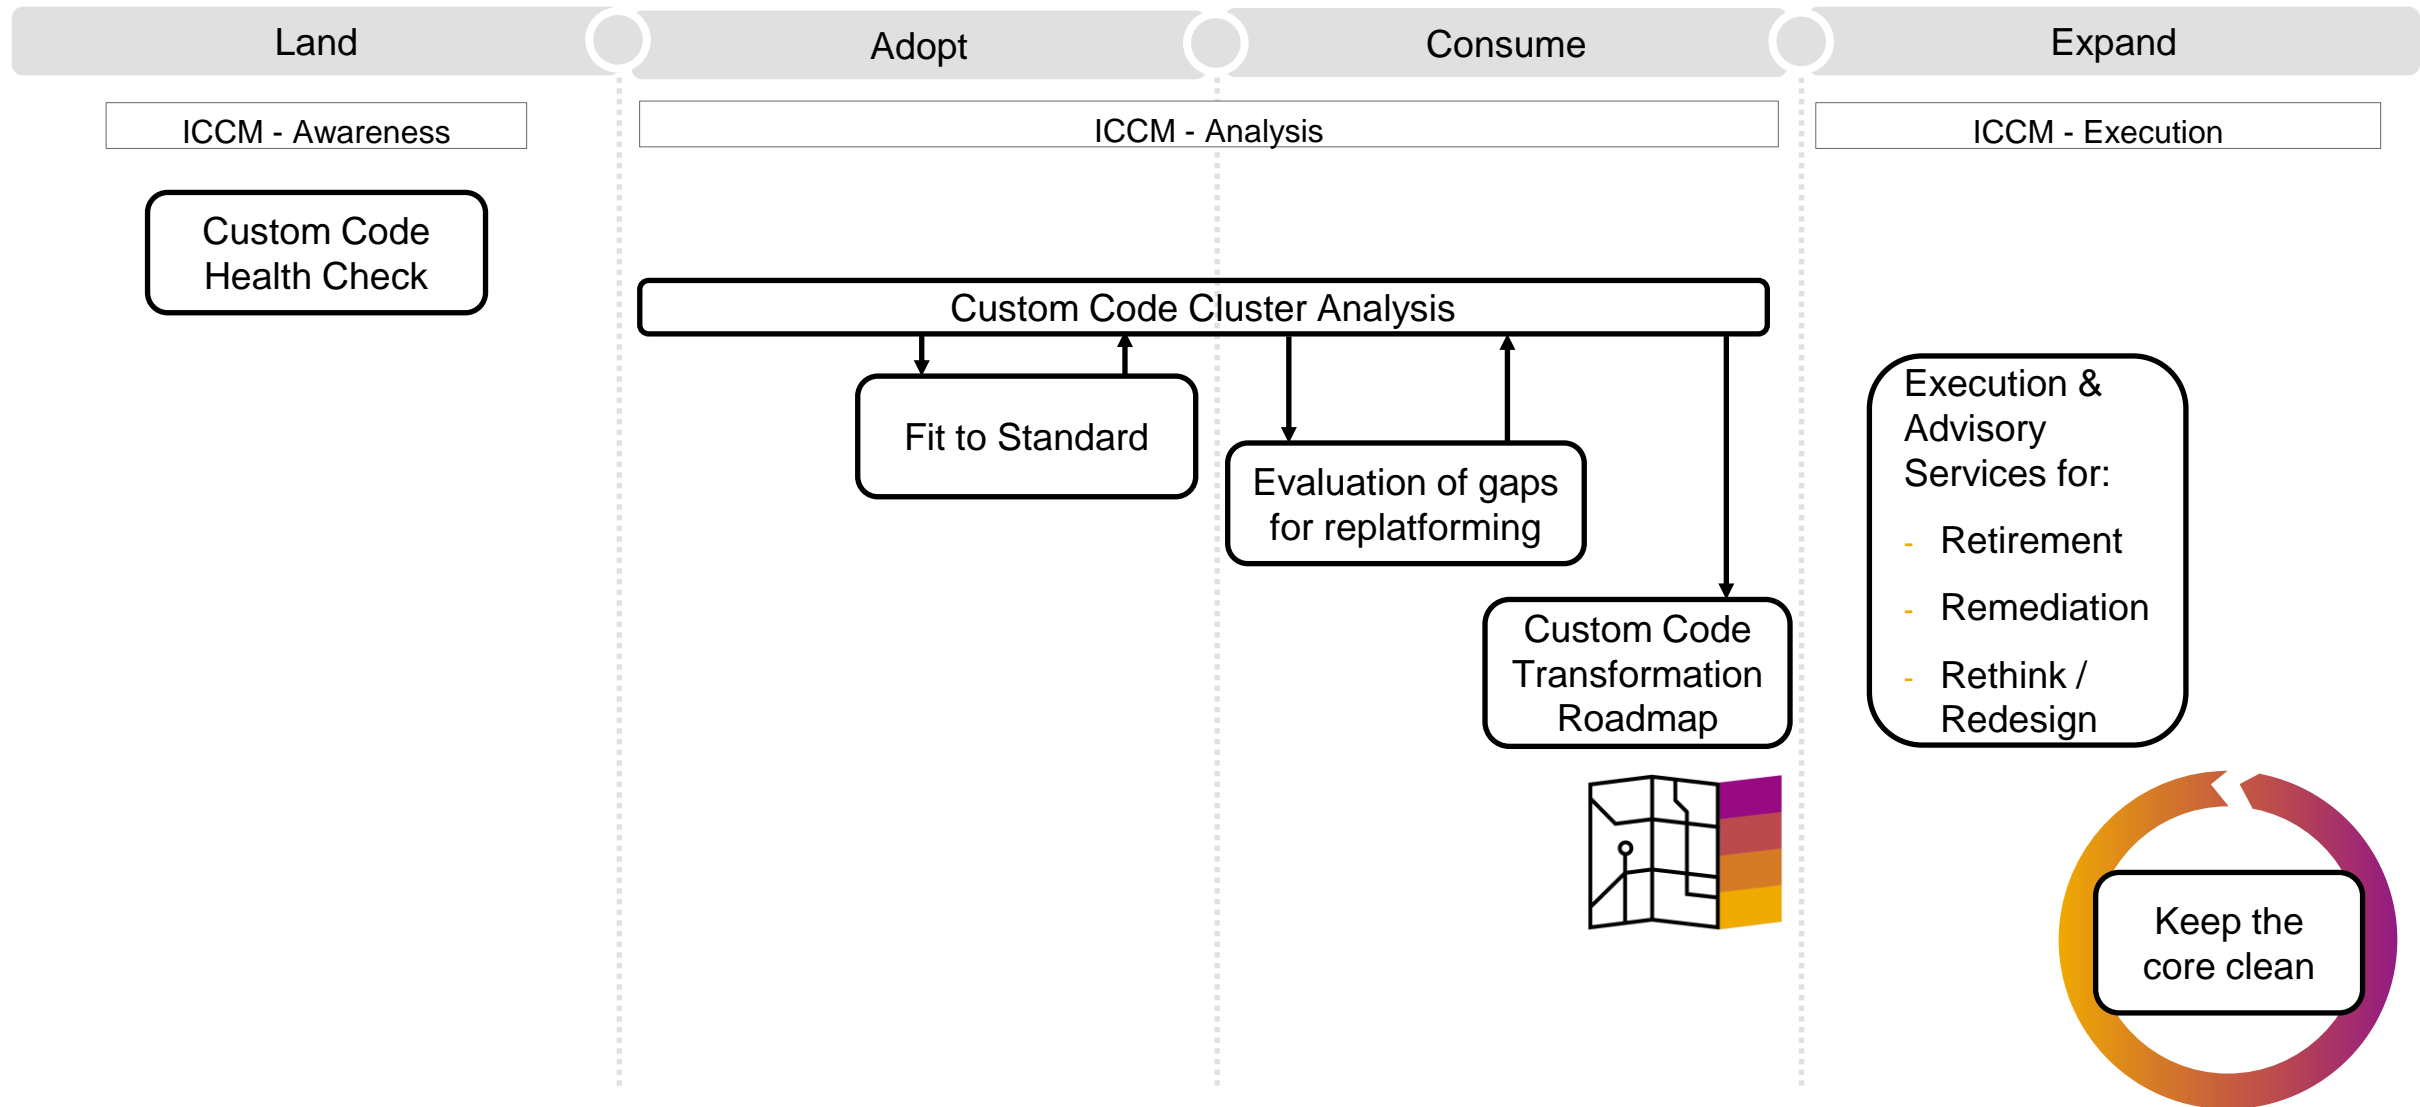 Land
Adopt
Consume
Expand
ICCM - Awareness
ICCM - Analysis
ICCM - Execution
Custom Code
Health Check
Custom Code Cluster Analysis
Fit to Standard
Evaluation of gaps
for replatforming
Custom Code
Transformation
Roadmap
Execution &
Advisory
Services for:
- Retirement
- Remediation
- Rethink /
Redesign
Keep the
core clean